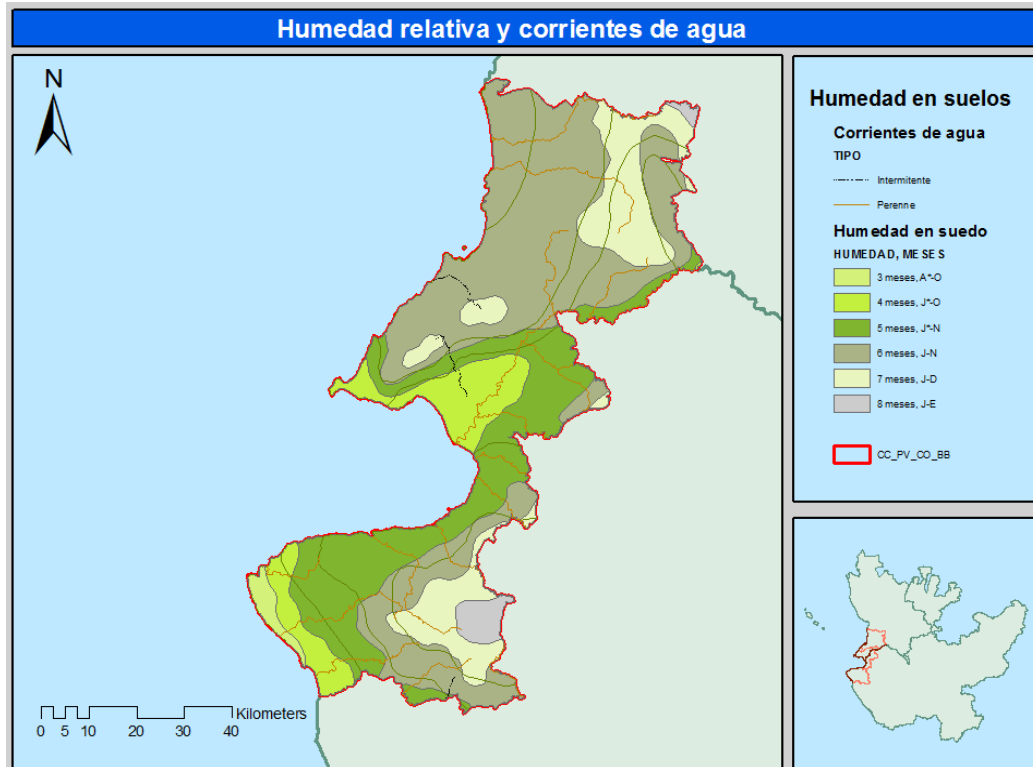 Humedad relativa y corrientes de agua
N
Humedad en suelos
Corrientes de agua
TIPO
Intermitente
Perenne
Humedad en suedo
HUMEDAD, MESES
3 meses, A*-O
4 meses, J*-O
5 meses, J*-N
6 meses, J-N
7 meses, J-D
8 meses, J-E
CC_PV_CO_BB
Kilometers
0 5 10 20 30 40